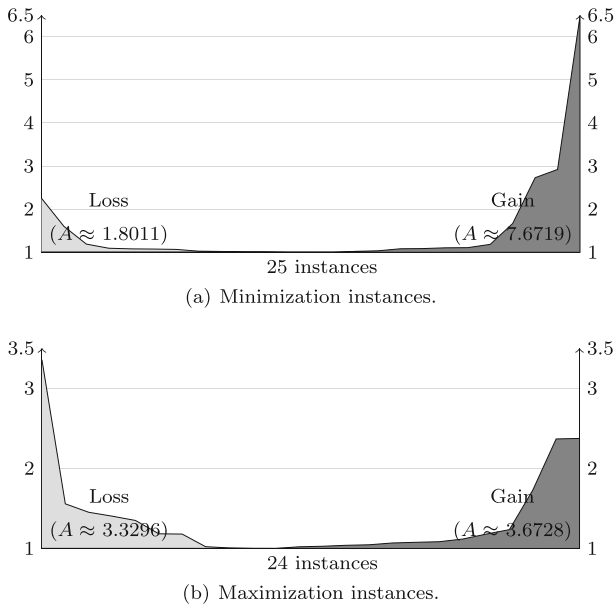 6.5 6.5
6 6
5 5
4 4
3 3
2 2
Loss Gain
(A ≈ 1.8011) (A ≈ 7.6719)
1 1
25 instances
(a) Minimization instances.
3.5 3.5
3 3
2 2
Loss Gain
(A ≈ 3.3296) (A ≈ 3.6728)
1 1
24 instances
(b) Maximization instances.